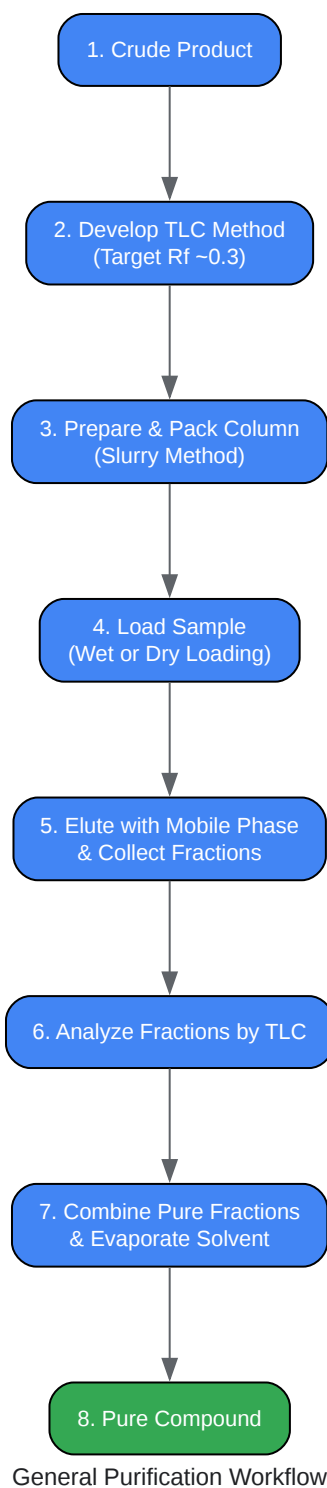 1. Crude Product
2. Develop TLC Method
(Target Rf ~0.3)
3. Prepare & Pack Column
(Slurry Method)
4. Load Sample
(Wet or Dry Loading)
5. Elute with Mobile Phase
& Collect Fractions
6. Analyze Fractions by TLC
7. Combine Pure Fractions
& Evaporate Solvent
8. Pure Compound
General Purification Workflow